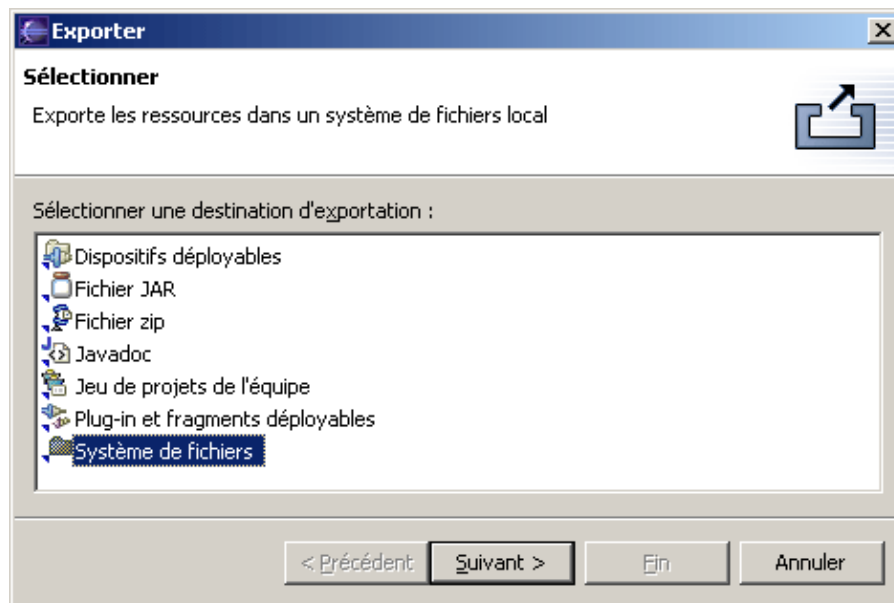 Exporter
Sélectionner
Exporte les ressources dans un système de fichiers local
Sélectionner une destination d'exportation :
Dispositifs déployables
Fichier JAR
Fichier zip
Javadoc
Jeu de projets de l'équipe
Plug-in et fragments déployables
Système de fichiers
< Précédent Suivant > Fin Annuler